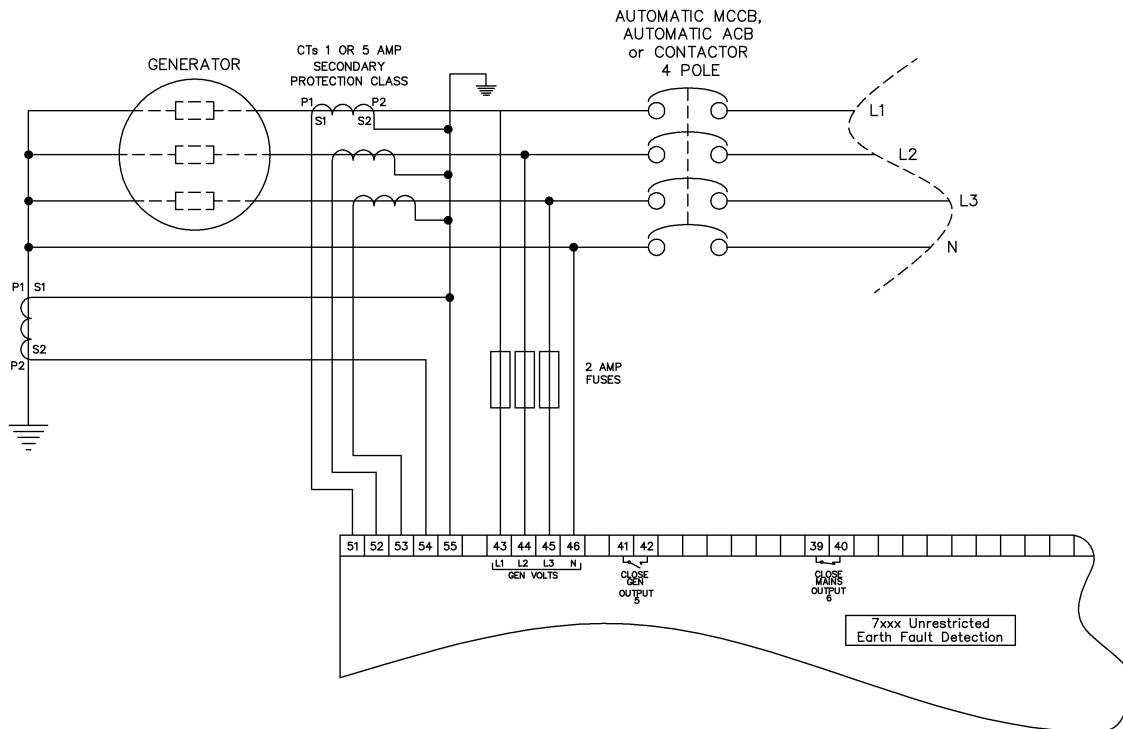 AUTOMATIC MCCB,
AUTOMATIC ACB
or CONTACTOR
4 POLE
CTs 1 OR 5 AMP
SECONDARY
PROTECTION CLASS
GENERATOR
P1 P2
S1 S2
L1
L2
L3
N
P1 S1
S2
P2
2 AMP
FUSES
51 52 53 54 55 43 44 45 46 41 42 39 40
L1 L2 L3 N
GEN VOLTS
CLOSE
GEN
OUTPUT
5
CLOSE
MAINS
OUTPUT
6
7xxx Unrestricted
Earth Fault Detection